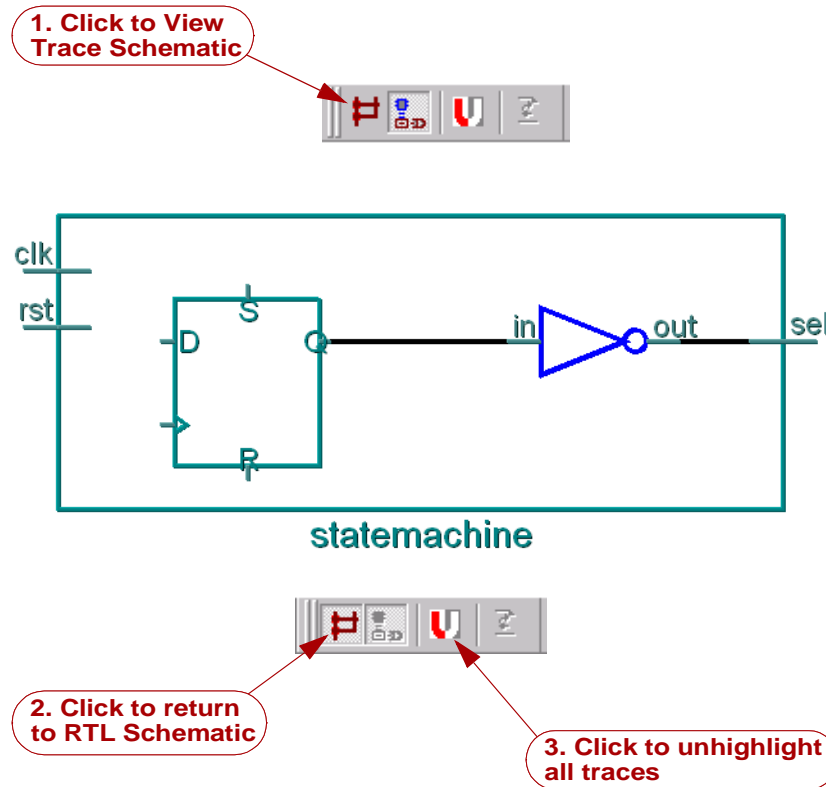 1. Click to View
Trace Schematic
clk
rst
S
D
Q
R
in
out
sel
statemachine
2. Click to return
to RTL Schematic
3. Click to unhighlight
all traces